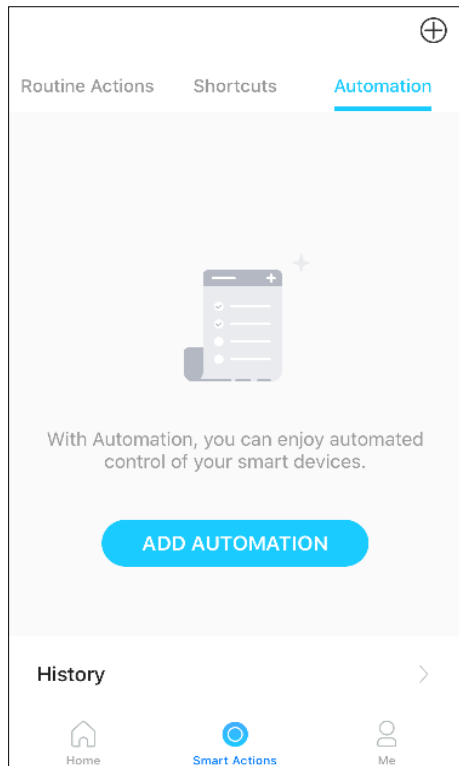 Routine Actions Shortcuts Automation
With Automation, you can enjoy automated
control of your smart devices.
ADD AUTOMATION
History
Home Smart Actions Me